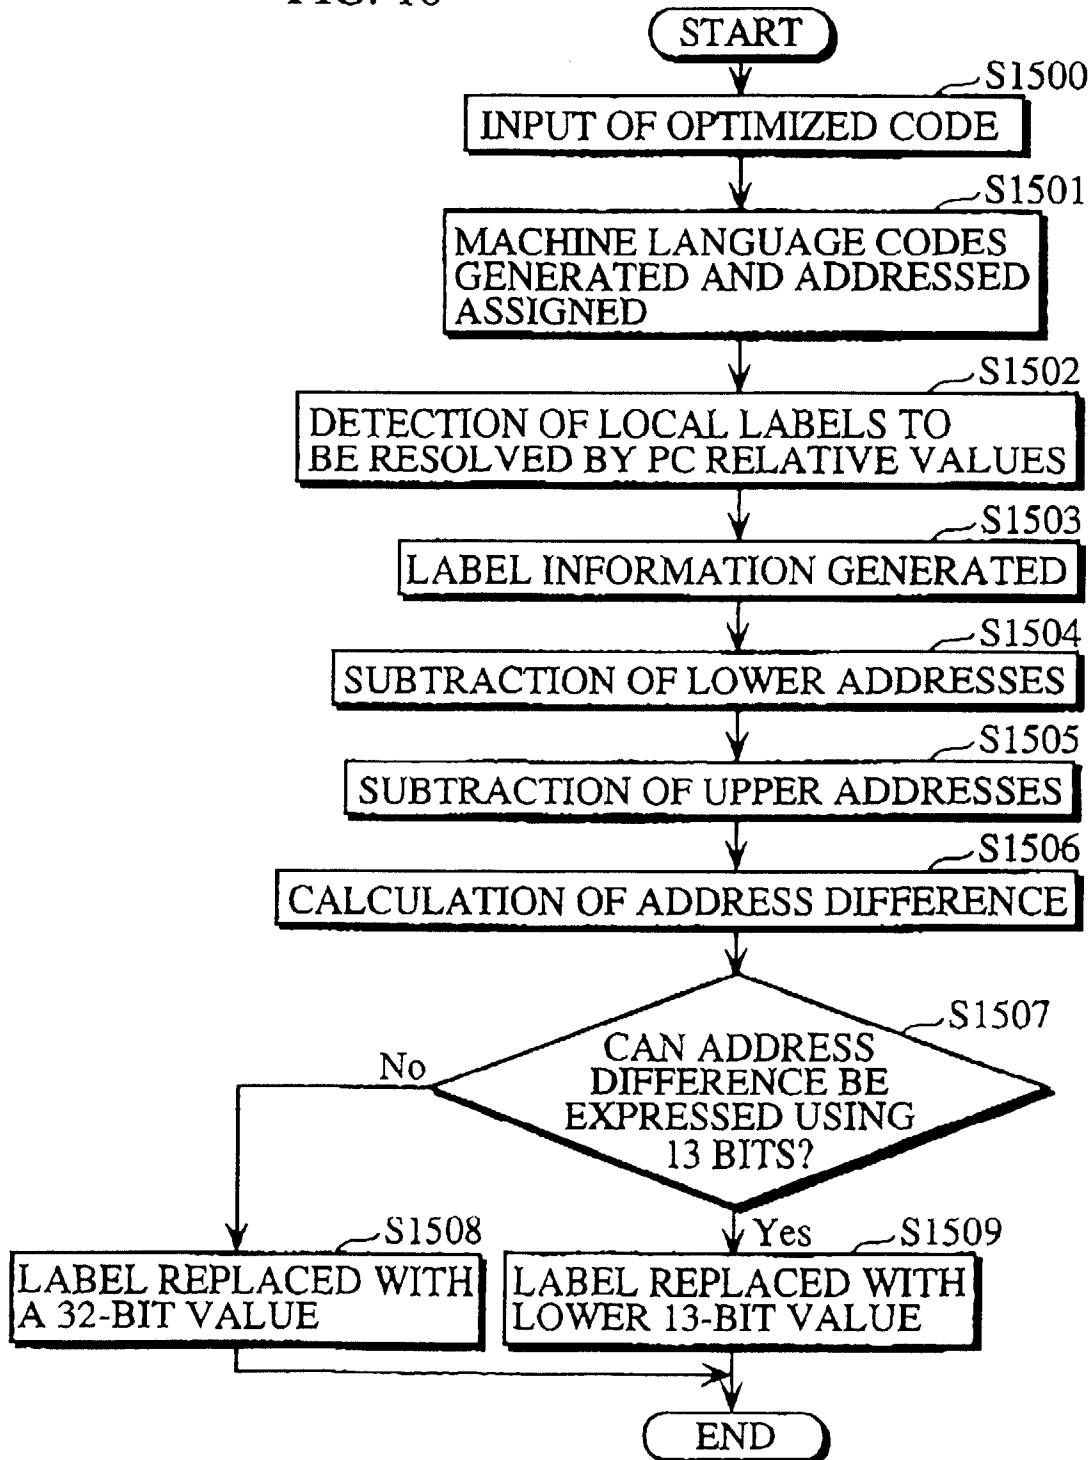 START
S1500
INPUT OF OPTIMIZED CODE
S1501
MACHINE LANGUAGE CODES
GENERATED AND ADDRESSED
ASSIGNED
S1502
DETECTION OF LOCAL LABELS TO
BE RESOLVED BY PC RELATIVE VALUES
S1503
LABEL INFORMATION GENERATED
S1504
SUBTRACTION OF LOWER ADDRESSES
S1505
SUBTRACTION OF UPPER ADDRESSES
S1506
CALCULATION OF ADDRESS DIFFERENCE
S1507
CAN ADDRESS
DIFFERENCE BE
EXPRESSED USING
13 BITS?
No
Yes
S1508
LABEL REPLACED WITH
A 32-BIT VALUE
S1509
LABEL REPLACED WITH
LOWER 13-BIT VALUE
END